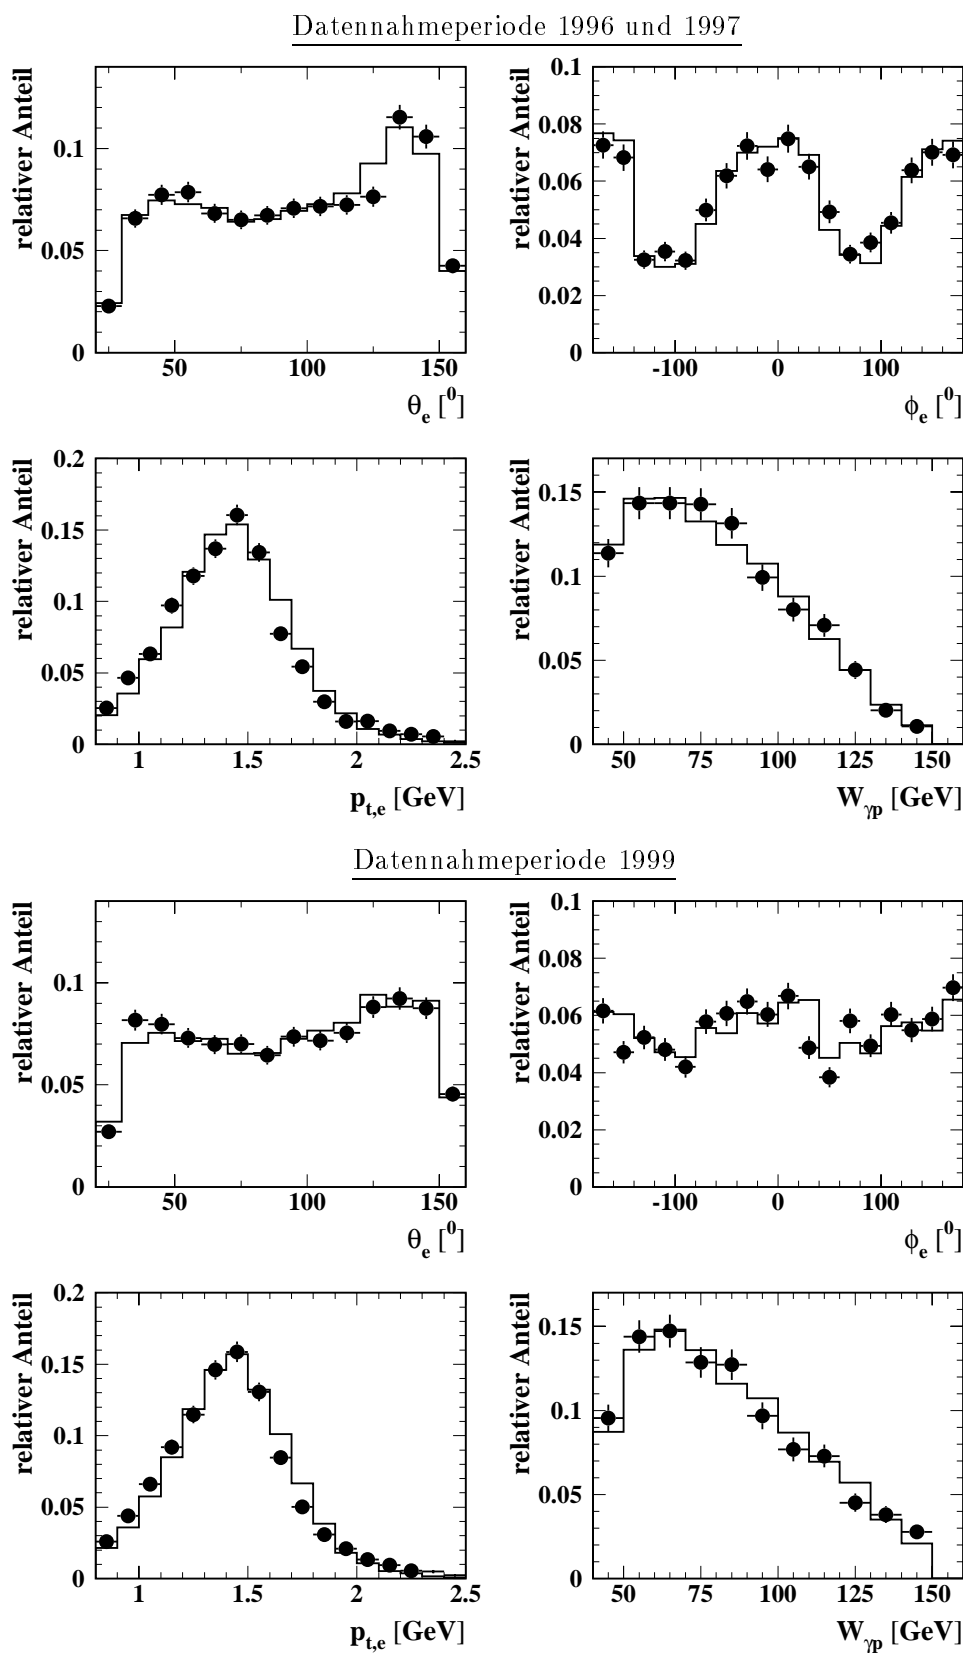 Datennahmeperiode 1996 und 1997
relativer Anteil
0.1
0.05
0
50 100 150
θe [0]
relativer Anteil
0.1
0.08
0.06
0.04
0.02
0
-100 0 100
ϕe [0]
relativer Anteil
0.2
0.15
0.1
0.05
0
1 1.5 2 2.5
pt,e [GeV]
relativer Anteil
0.15
0.1
0.05
0
50 75 100 125 150
Wγp [GeV]
Datennahmeperiode 1999
relativer Anteil
0.1
0.05
0
50 100 150
θe [0]
relativer Anteil
0.1
0.08
0.06
0.04
0.02
0
-100 0 100
ϕe [0]
relativer Anteil
0.2
0.15
0.1
0.05
0
1 1.5 2 2.5
pt,e [GeV]
relativer Anteil
0.15
0.1
0.05
0
50 75 100 125 150
Wγp [GeV]